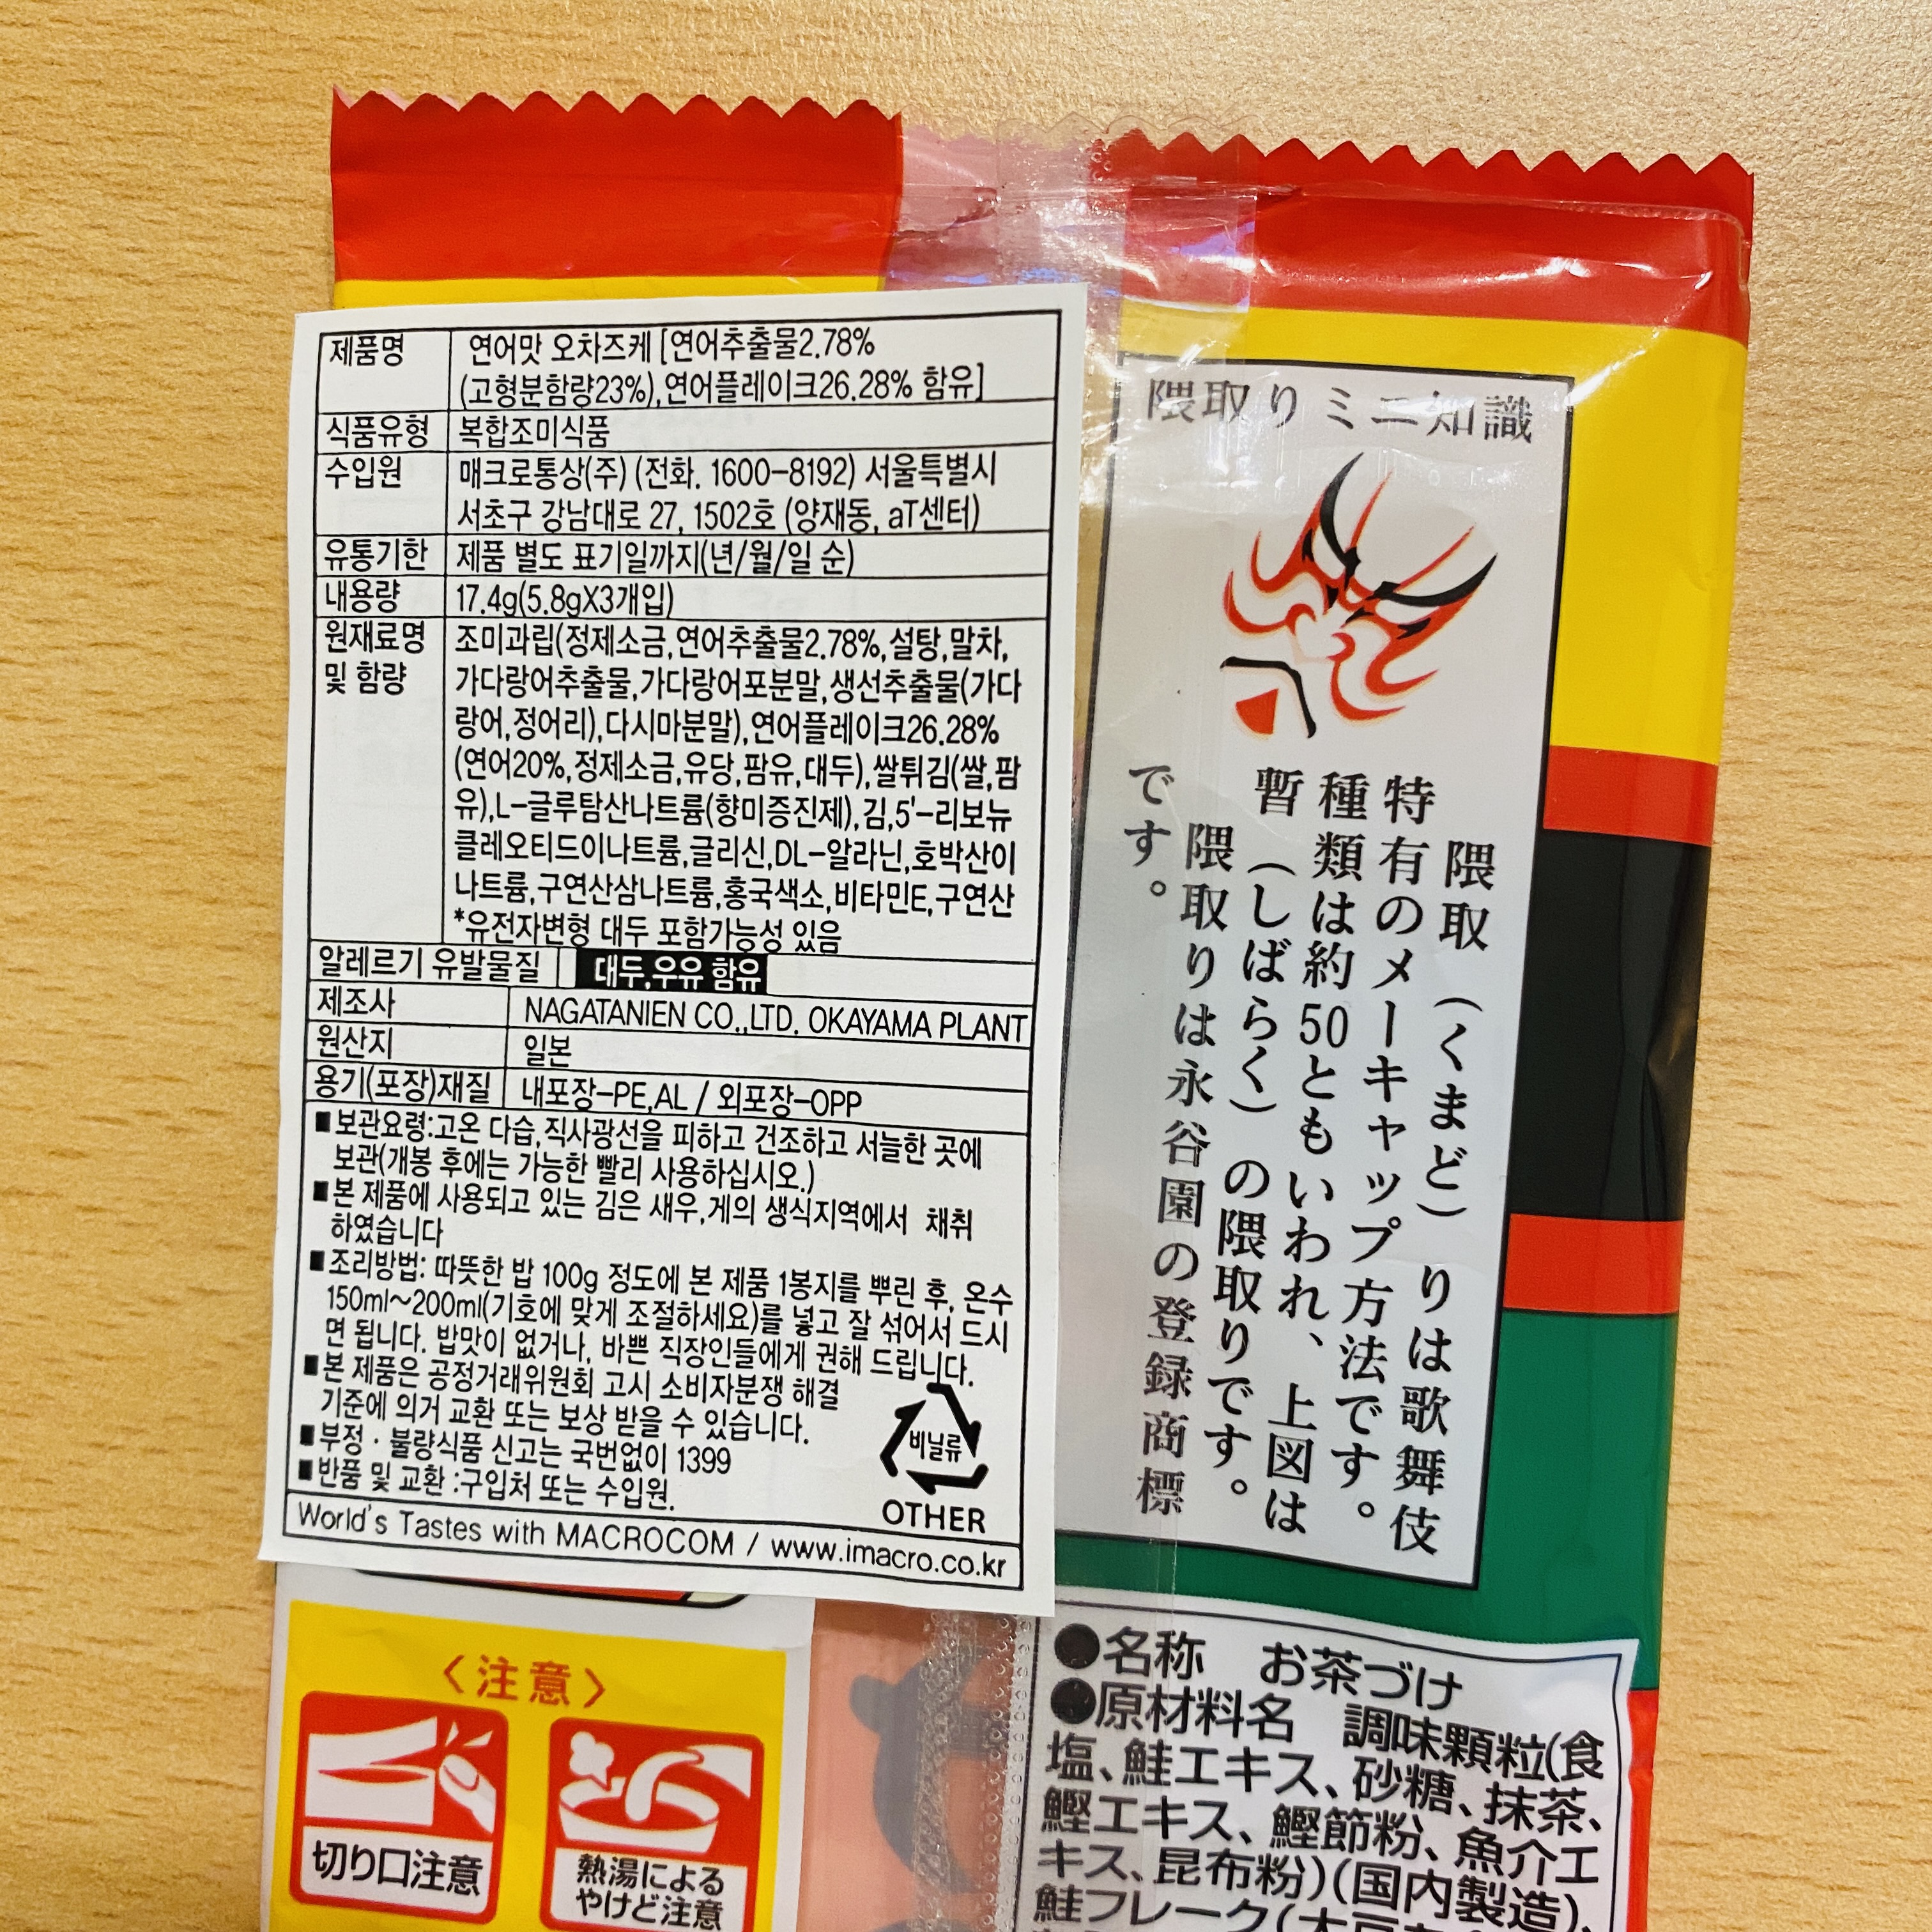 제품명 연어맛 오차즈케 [연어추출물2.78%
(고형분함량23%),연어플레이크26.28% 함유]
식품유형 복합조미식품
수입원 매크로통상(주) (전화. 1600-8192) 서울특별시
서초구 강남대로 27, 1502호 (양재동, aT센터)
유통기한 제품 별도 표기일까지(년/월/일 순)
내용량 17.4g(5.8gX3개입)
원재료명 조미과립(정제소금,연어추출물2.78%,설탕,말차,
및 함량 가다랑어추출물,가다랑어포분말,생선추출물(가다
랑어,정어리),다시마분말),연어플레이크26.28%
(연어20%,정제소금,유당,팜유,대두),쌀튀김(쌀,팜
유),L-글루탐산나트륨(향미증진제),김,5'-리보뉴
클레오티드이나트륨,글리신,DL-알라닌,호박산이
나트륨,구연산삼나트륨,홍국색소,비타민E,구연산
*유전자변형 대두 포함가능성 있음
알레르기 유발물질 대두,우유 함유
제조사 NAGATANIEN CO.,LTD. OKAYAMA PLANT
원산지 일본
용기(포장)재질 내포장-PE,AL / 외포장-OPP
■보관요령:고온 다습,직사광선을 피하고 건조하고 서늘한 곳에
보관(개봉 후에는 가능한 빨리 사용하십시오.)
■본 제품에 사용되고 있는 김은 새우,게의 생식지역에서 채취
하였습니다
■조리방법: 따뜻한 밥 100g 정도에 본 제품 1봉지를 뿌린 후, 온수
150ml~200ml(기호에 맞게 조절하세요)를 넣고 잘 섞어서 드시
면 됩니다. 밥맛이 없거나, 바쁜 직장인들에게 권해 드립니다.
■본 제품은 공정거래위원회 고시 소비자분쟁 해결
기준에 의거 교환 또는 보상 받을 수 있습니다.
■부정 · 불량식품 신고는 국번없이 1399
■반품 및 교환 :구입처 또는 수입원.
비닐류
OTHER
World's Tastes with MACROCOM / www.imacro.co.kr
隈取りミニ知識
隈取(くまど)りは歌舞伎
特有のメーキャップ方法です。
種類は約50ともいわれ、上図は
暫(しばらく)の隈取りです。
隈取りは永谷園の登録商標
です。
〈注意〉
切り口注意
熱湯による
やけど注意
●名称 お茶づけ
●原材料名 調味顆粒(食
塩、鮭エキス、砂糖、抹茶、
鰹エキス、鰹節粉、魚介エ
キス、昆布粉)(国内製造)、
鮭フレーク(大豆